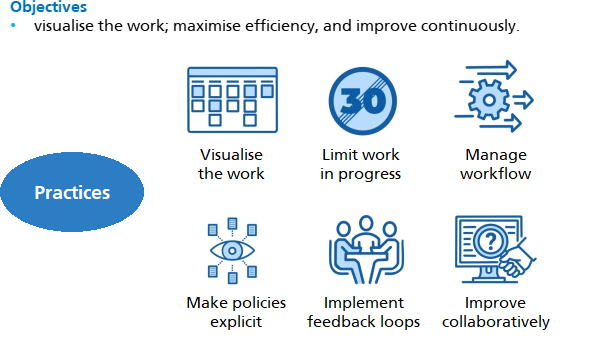 Objectives
• visualise the work; maximise efficiency, and improve continuously.
30
Visualise
the work
Limit work
in progress
Manage
workflow
Practices
?
Make policies
explicit
Implement
feedback loops
Improve
collaboratively